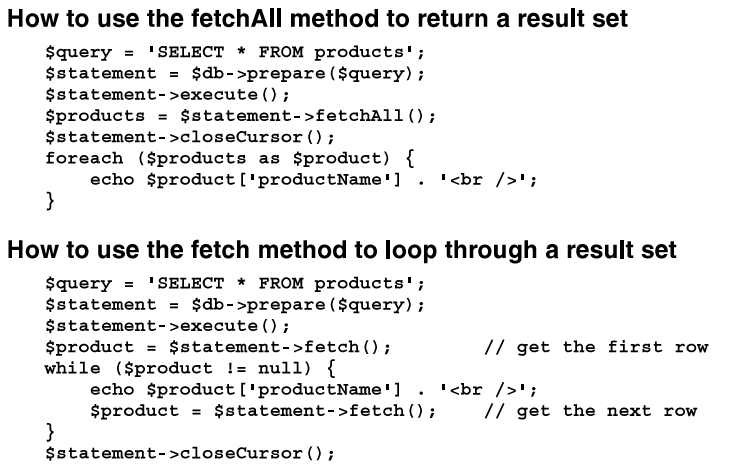 How to use the fetchAll method to return a result set
$query = 'SELECT * FROM products';
$statement = $db->prepare($query);
$statement->execute();
$products = $statement->fetchAll();
$statement->closeCursor();
foreach ($products as $product) {
    echo $product['productName'] . '<br />';
}
How to use the fetch method to loop through a result set
$query = 'SELECT * FROM products';
$statement = $db->prepare($query);
$statement->execute();
$product = $statement->fetch();        // get the first row
while ($product != null) {
    echo $product['productName'] . '<br />';
    $product = $statement->fetch();    // get the next row
}
$statement->closeCursor();